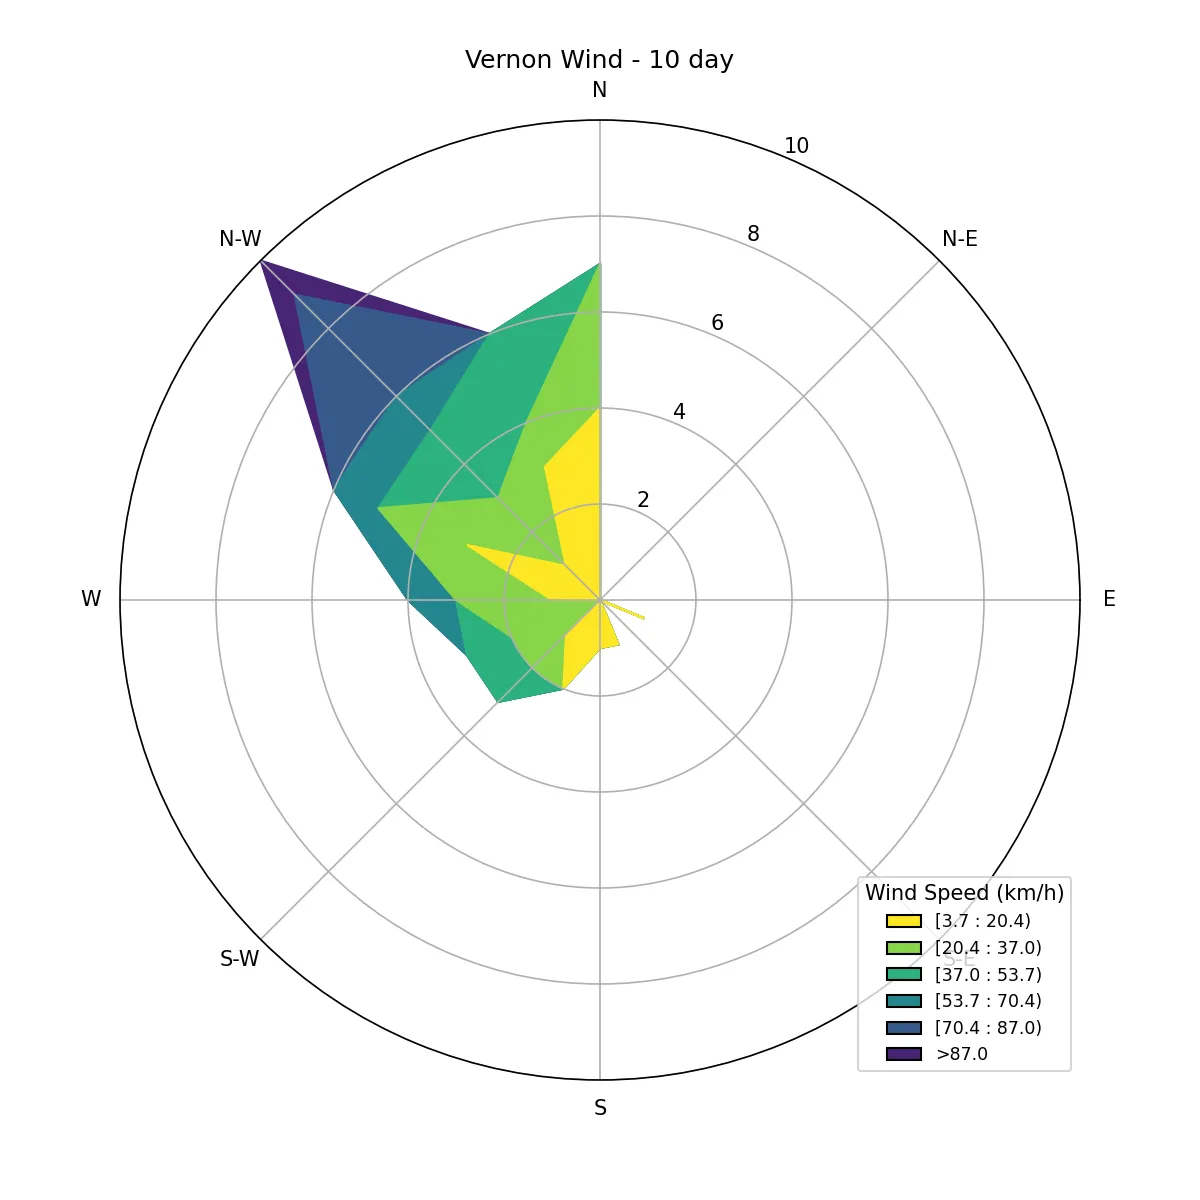 Vernon Wind - 10 day
N
10
N-W
8
N-E
6
4
2
W
E
Wind Speed (km/h)
[3.7 : 20.4)
[20.4 : 37.0)
S-W
S-E
[37.0 : 53.7)
[53.7 : 70.4)
[70.4 : 87.0)
>87.0
S